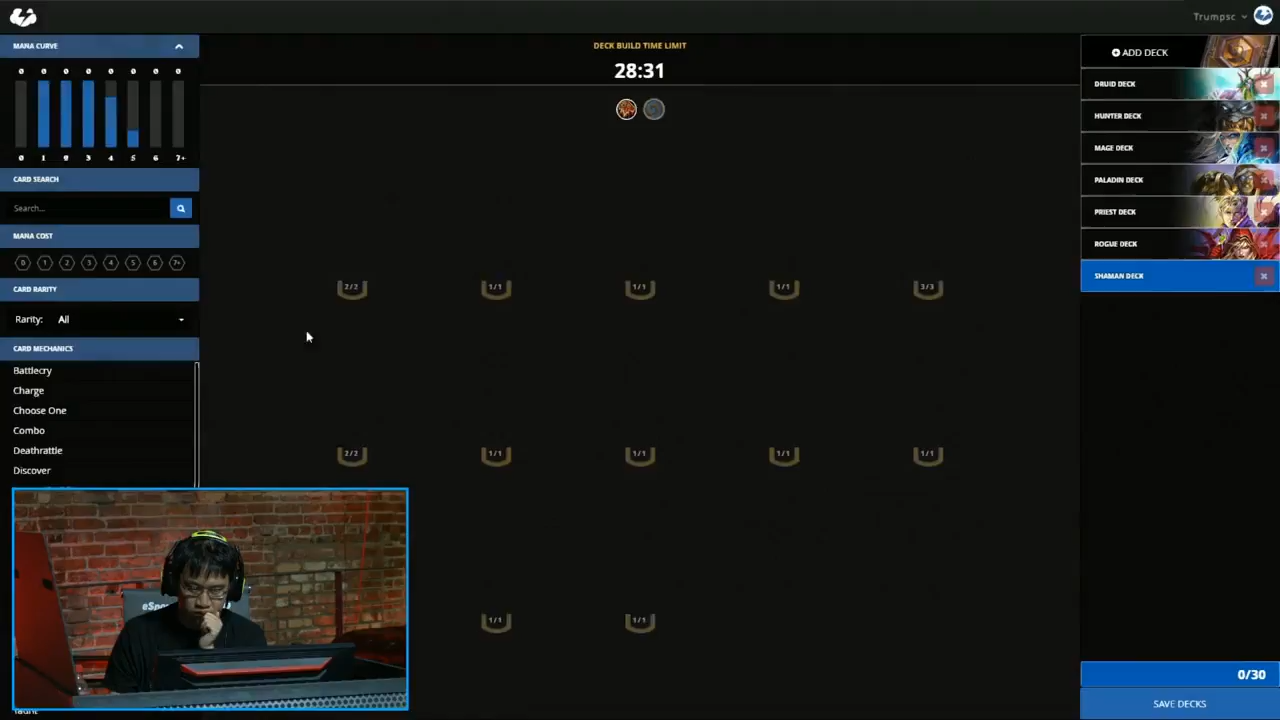 Trumpsc
MANA CURVE
0 0 0 0 0 0 0 0
0 1 2 3 4 5 6 7+
CARD SEARCH
Search...
MANA COST
0 1 2 3 4 5 6 7+
CARD RARITY
Rarity: All
CARD MECHANICS
Battlecry
Charge
Choose One
Combo
Deathrattle
Discover
Taunt
DECK BUILD TIME LIMIT
28:31
2/2 1/1 1/1 1/1 3/3
2/2 1/1 1/1 1/1 1/1
1/1 1/1
eSpo
ADD DECK
DRUID DECK
HUNTER DECK
MAGE DECK
PALADIN DECK
PRIEST DECK
ROGUE DECK
SHAMAN DECK
0/30
SAVE DECKS